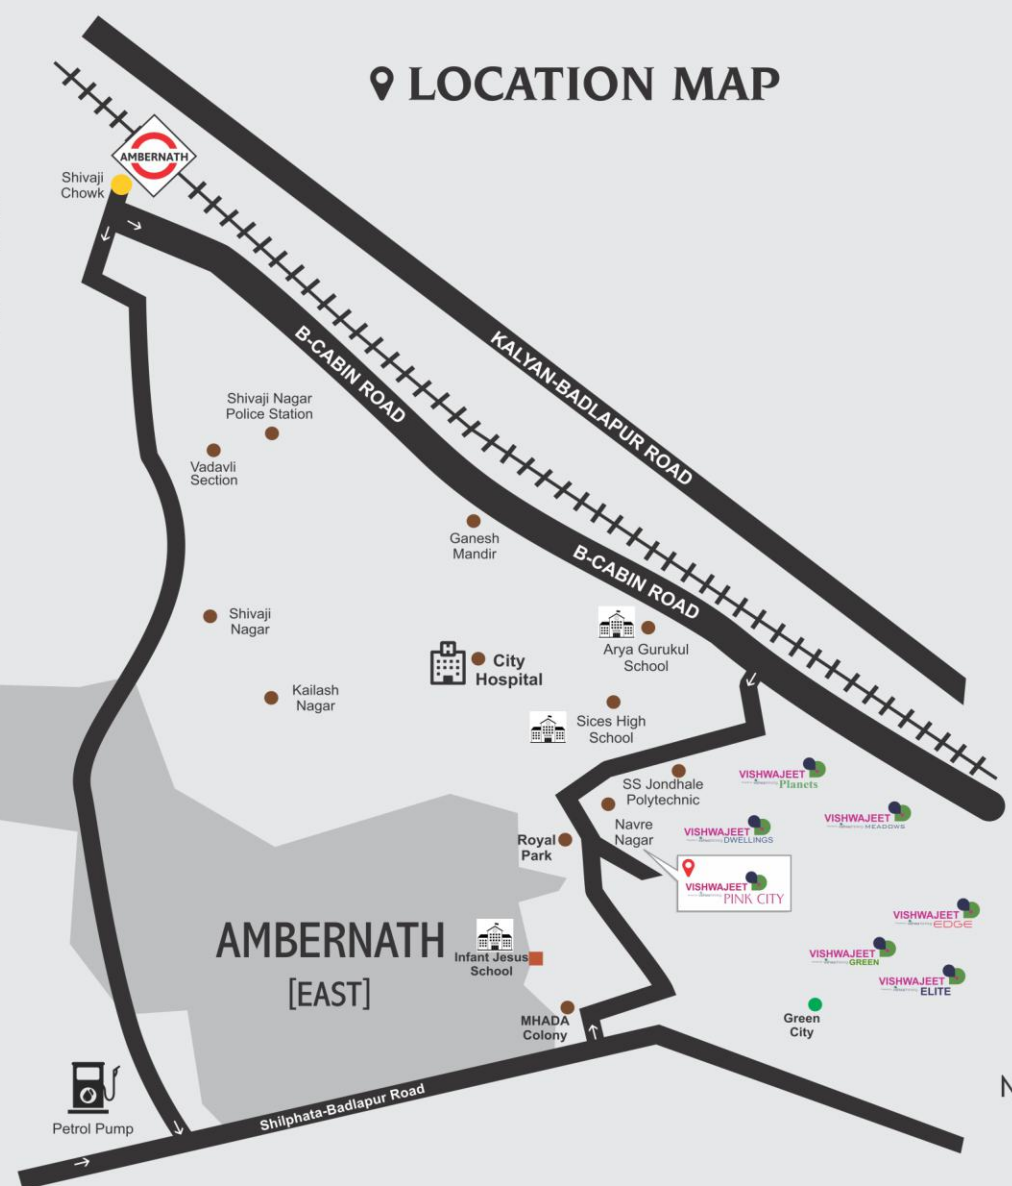 LOCATION MAP
AMBERNATH
Shivaji
Chowk
KALYAN-BADLAPUR ROAD
B-CABIN ROAD
Shivaji Nagar
Police Station
Vadavli
Section
Ganesh
Mandir
B-CABIN ROAD
Shivaji
Nagar
Arya Gurukul
School
H
City
Hospital
Kailash
Nagar
Sices High
School
SS Jondhale
Polytechnic
VISHWAJEET
Planets
Navre
Nagar
VISHWAJEET
MEADOWS
VISHWAJEET
DWELLINGS
Royal
Park
VISHWAJEET
PINK CITY
VISHWAJEET
EDGE
AMBERNATH
[EAST]
Infant Jesus
School
VISHWAJEET
GREEN
VISHWAJEET
ELITE
MHADA
Colony
Green
City
N
Shilphata-Badlapur Road
Petrol Pump